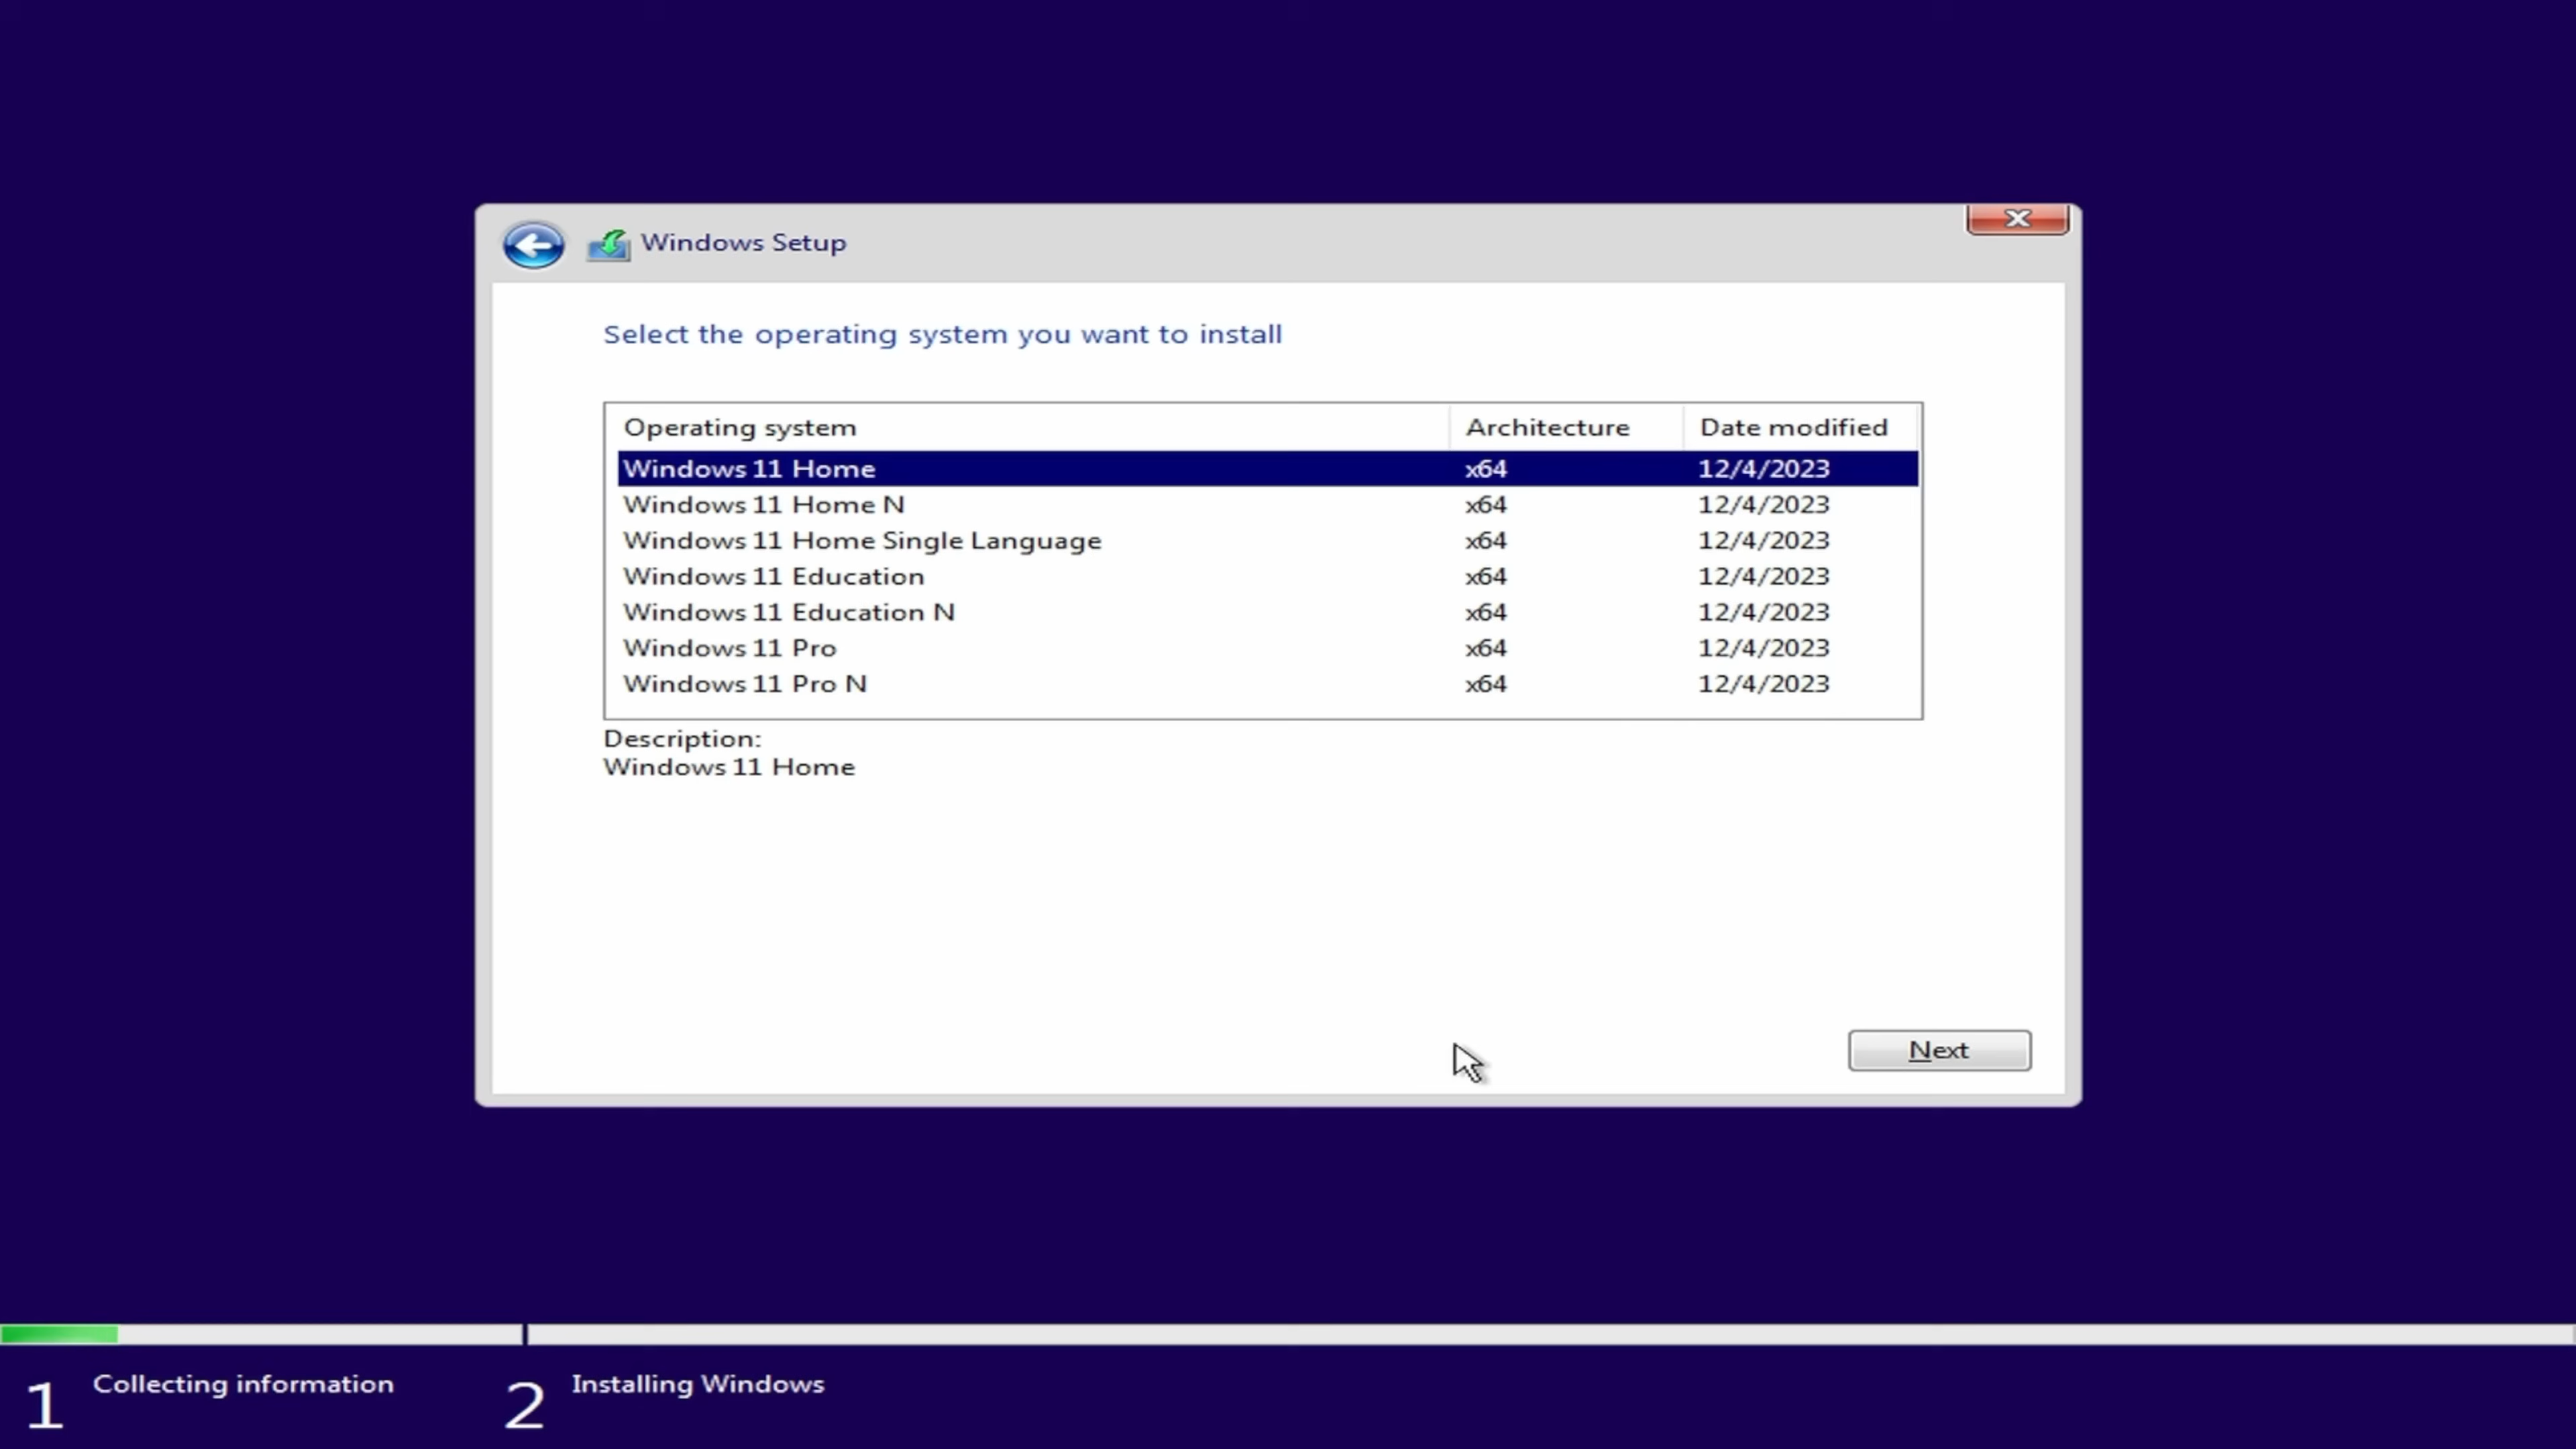 Windows Setup
Select the operating system you want to install
Operating system Architecture Date modified
Windows 11 Home x64 12/4/2023
Windows 11 Home N x64 12/4/2023
Windows 11 Home Single Language x64 12/4/2023
Windows 11 Education x64 12/4/2023
Windows 11 Education N x64 12/4/2023
Windows 11 Pro x64 12/4/2023
Windows 11 Pro N x64 12/4/2023
Description:
Windows 11 Home
Next
1 Collecting information 2 Installing Windows